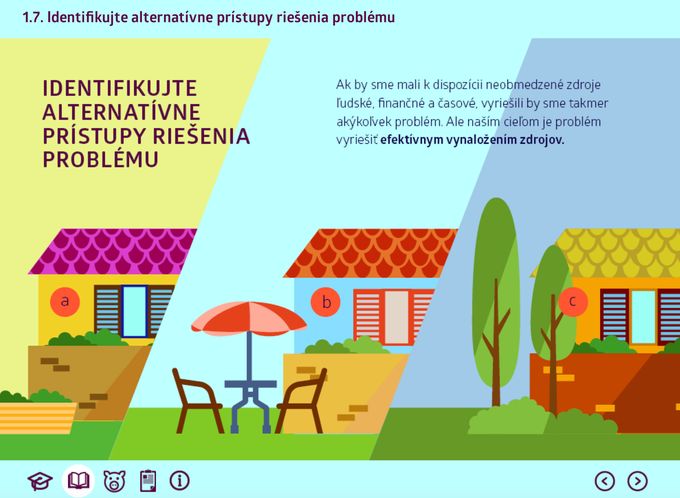 1.7. Identifikujte alternatívne prístupy riešenia problému
IDENTIFIKUJTE
ALTERNATÍVNE
PRÍSTUPY RIEŠENIA
PROBLÉMU
Ak by sme mali k dispozícii neobmedzené zdroje
ľudské, finančné a časové, vyriešili by sme takmer
akýkoľvek problém. Ale naším cieľom je problém
vyriešiť efektívnym vynaložením zdrojov.
a
b
c